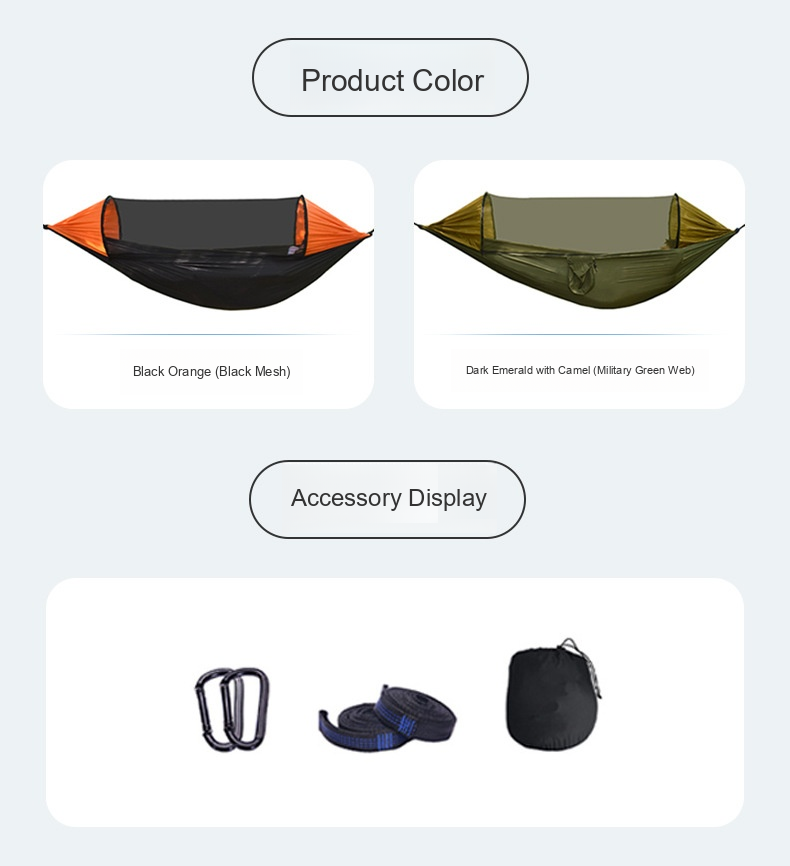 Product Color
Black Orange (Black Mesh)
Dark Emerald with Camel (Military Green Web)
Accessory Display